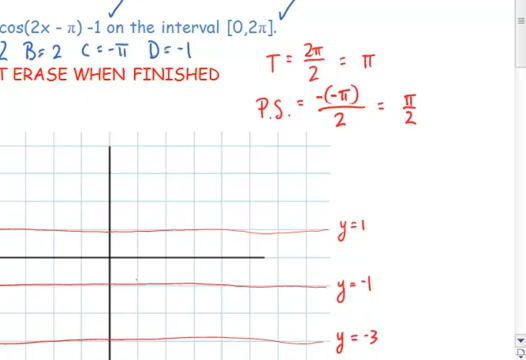 cos(2x - π) -1 on the interval [0,2π].
2 B=2 C=-π D=-1
T ERASE WHEN FINISHED
T = 2π/2 = π
P.S. = -(-π)/2 = π/2
y=1
y=-1
y=-3